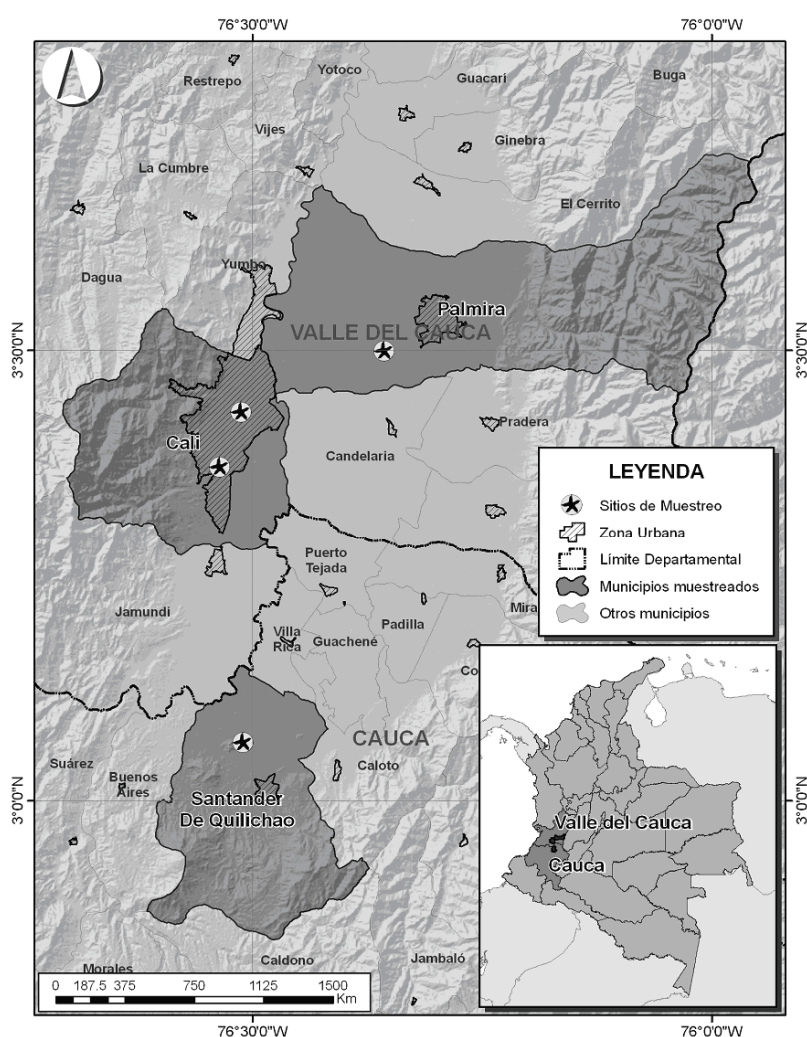 76°30'0"W
76°0'0"W
Restrepo
Yotoco
Guacari
Buga
Vijes
Ginebra
La Cumbre
El Cerrito
Yumbo
Dagua
Palmira
VALLE DEL CAUCA
3°30'0"N
3°30'0"N
Pradera
Cali
Candelaria
LEYENDA
Sitios de Muestreo
Zona Urbana
Límite Departamental
Municipios muestreados
Otros municipios
Puerto
Tejada
Jamundi
Padilla
Mira
Villa
Rica
Guachené
Co
CAUCA
Suárez
Caloto
Buenos
Aires
Santander
De Quilichao
3°0'0"N
3°0'0"N
Valle del Cauca
Cauca
Caldono
Jambaló
Morales
0 187.5 375 750 1125 1500
Km
76°30'0"W
76°0'0"W